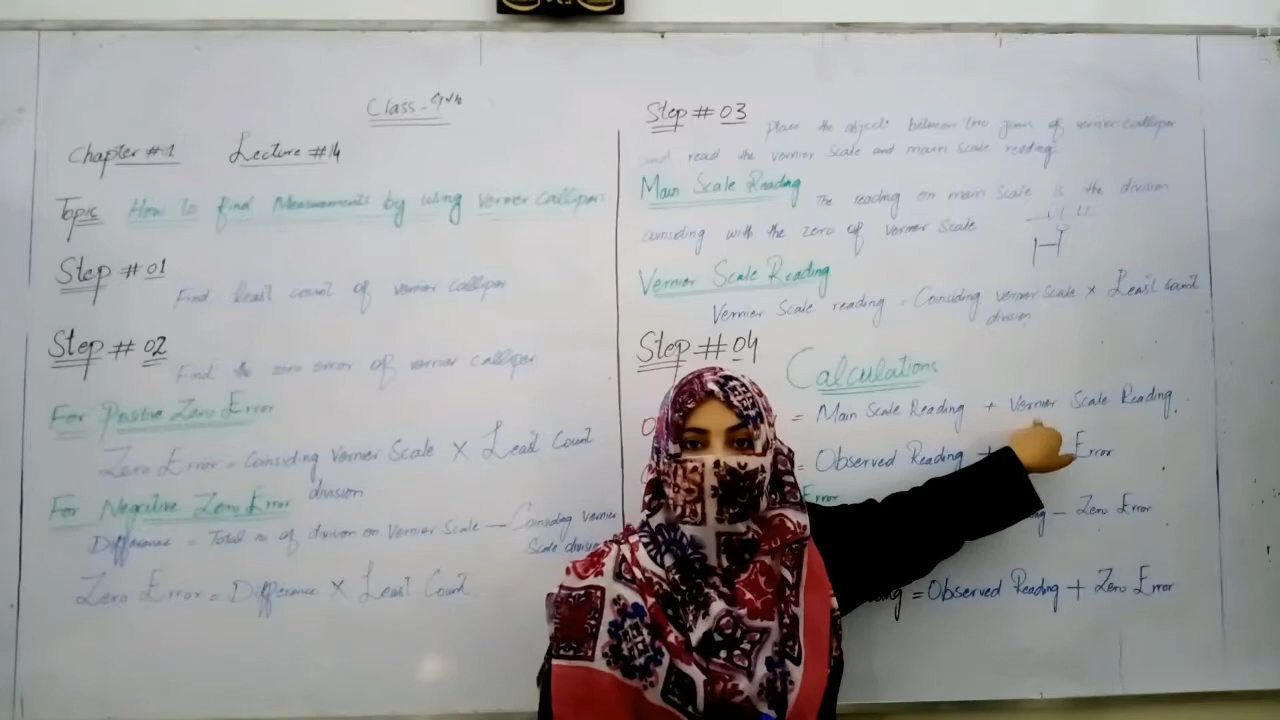 Class-9th
Chapter #1 Lecture #14
Topic How to find Measurements by using Vernier callipers
Step # 01
Find least count of vernier calliper
Step # 02
Find the zero error of vernier calliper
For Positive Zero Error
Zero Error = Coinsiding Vernier Scale × Least Count
division
For Negative Zero Error
Difference = Total no of division on Vernier Scale — Coinsiding Vernier
Scale division
Zero Error = Difference × Least Count
Step # 03
Place the object between two jaws of vernier calliper
and read the vernier scale and main scale readings
Main Scale Reading
The reading on main scale is the division
coinsiding with the zero of Vernier Scale
Vernier Scale Reading
Vernier Scale reading = Coinsiding vernier scale × Least Count
division
Step # 04
Calculations
O = Main Scale Reading + Vernier Scale Reading.
= Observed Reading + Error
Error
– Zero Error
= Observed Reading + Zero Error